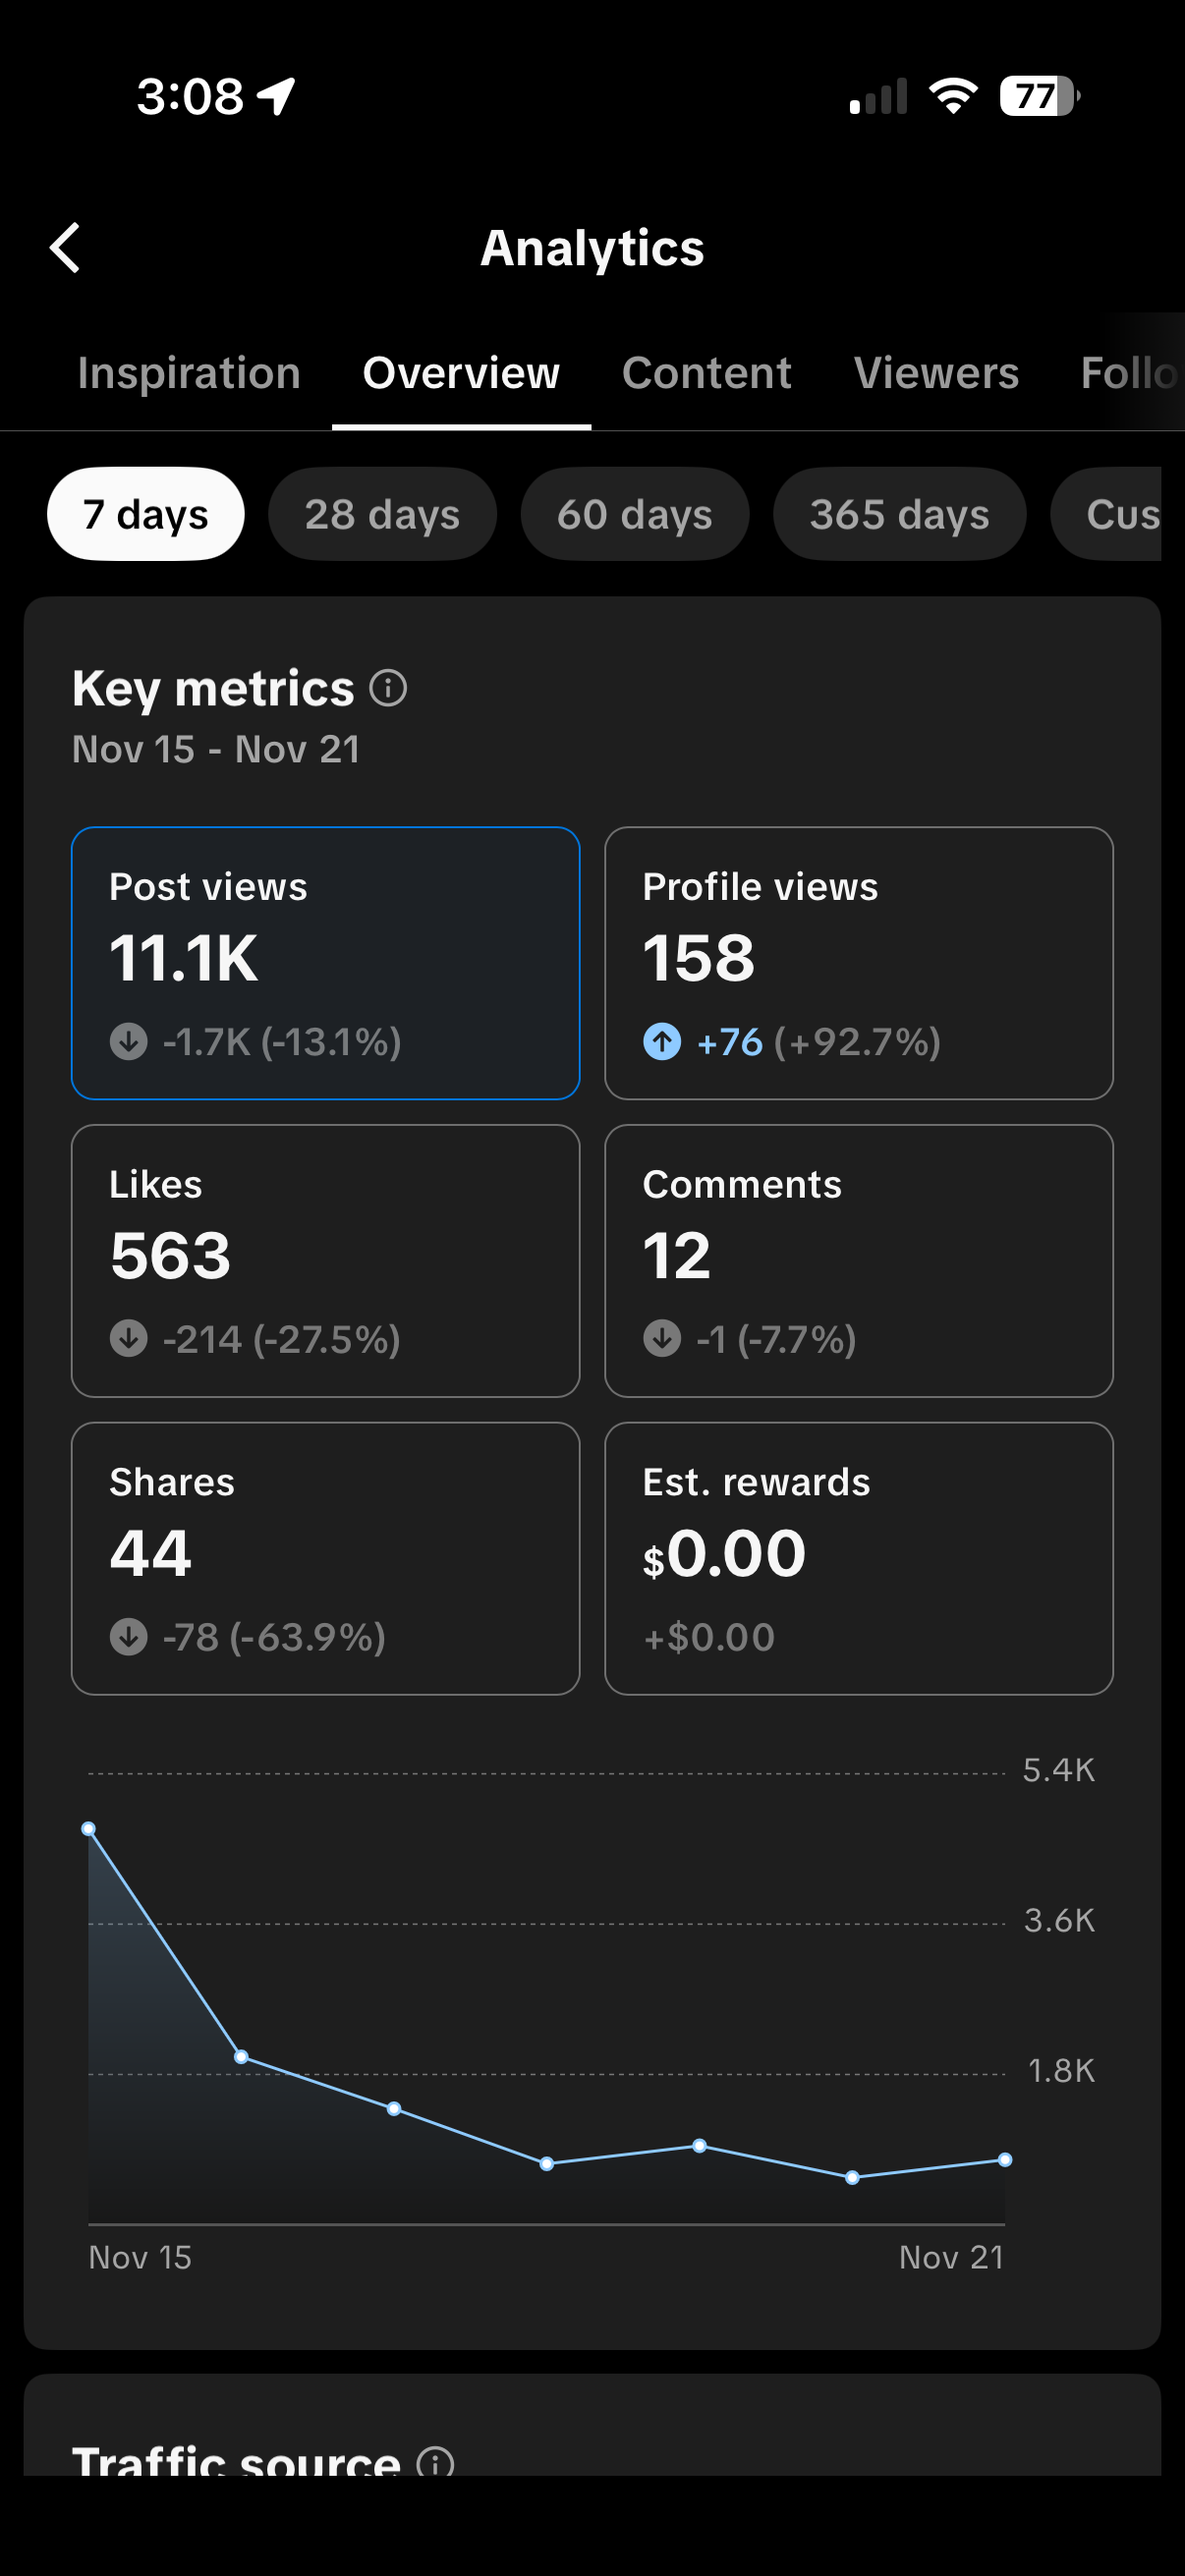 3:08
77
Analytics
Inspiration Overview Content Viewers Follo
7 days 28 days 60 days 365 days Cus
Key metrics
Nov 15 - Nov 21
Post views
11.1K
-1.7K (-13.1%)
Profile views
158
+76 (+92.7%)
Likes
563
-214 (-27.5%)
Comments
12
-1 (-7.7%)
Shares
44
-78 (-63.9%)
Est. rewards
$0.00
+$0.00
5.4K
3.6K
1.8K
Nov 15 Nov 21
Traffic source